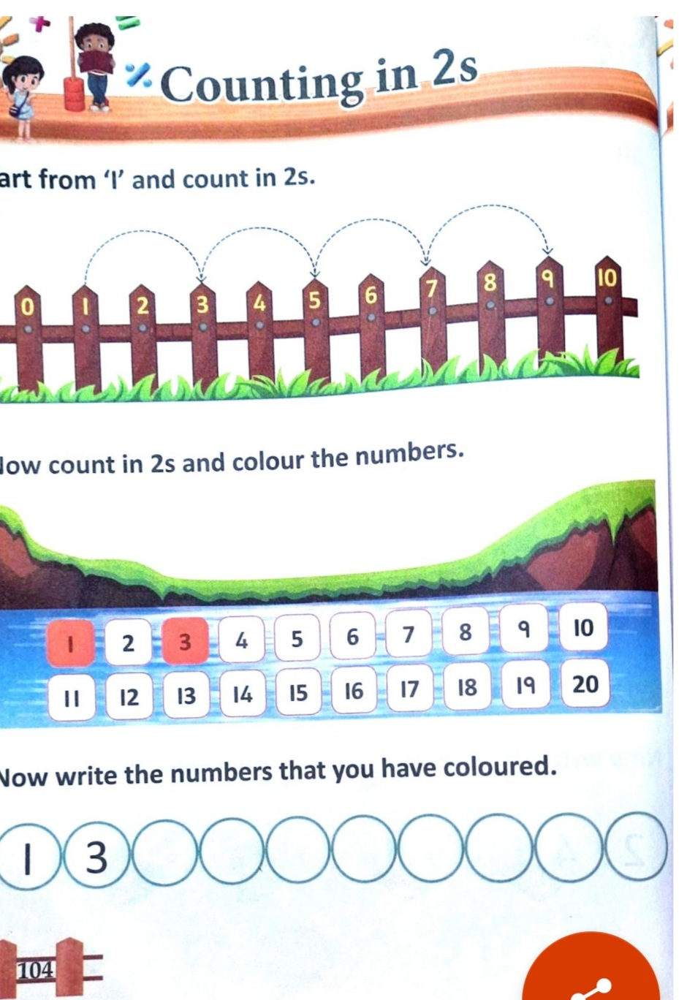 Counting in 2s
art from ‘1’ and count in 2s.
0 1 2 3 4 5 6 7 8 9 10
Now count in 2s and colour the numbers.
1 2 3 4 5 6 7 8 9 10
11 12 13 14 15 16 17 18 19 20
Now write the numbers that you have coloured.
1 3
104